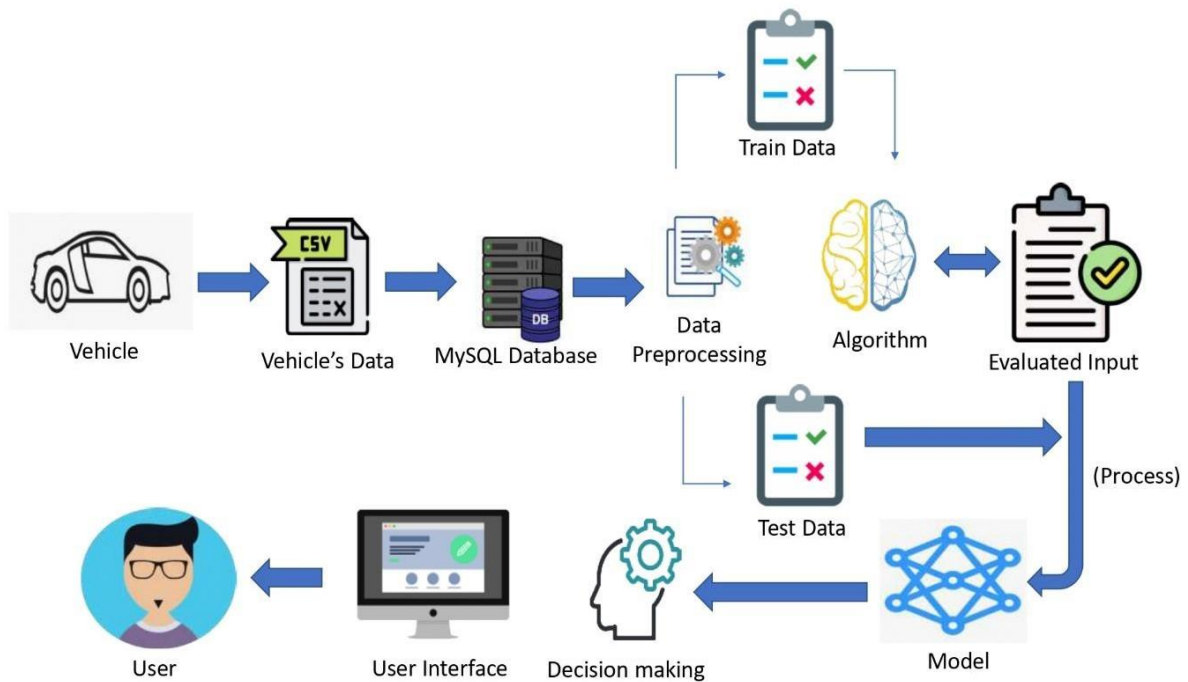 Train Data
CSV
DB
Vehicle
Vehicle's Data
MySQL Database
Data
Preprocessing
Algorithm
Evaluated Input
(Process)
Test Data
User
User Interface
Decision making
Model